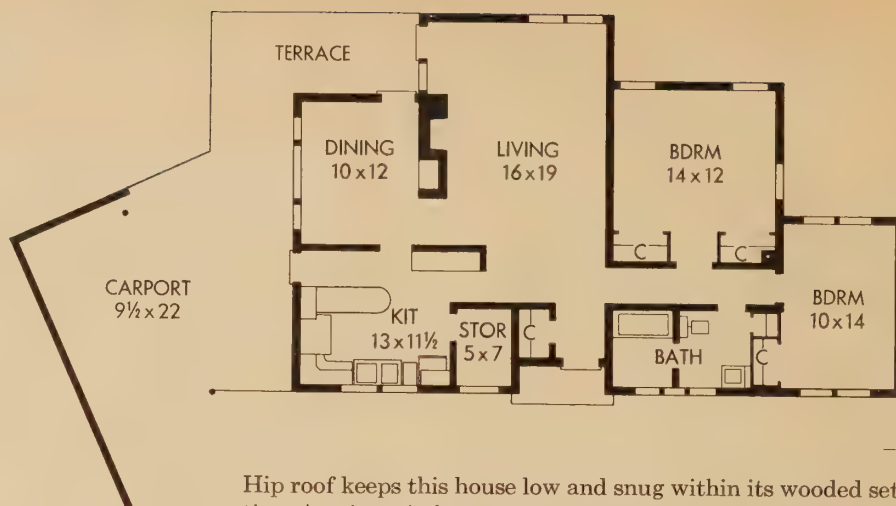 TERRACE
DINING
10 x 12
LIVING
16 x 19
BDRM
14 x 12
C
C
CARPORT
9½ x 22
KIT
13 x 11½
STOR
5 x 7
C
BATH
C
BDRM
10 x 14
Hip roof keeps this house low and snug within its wooded set